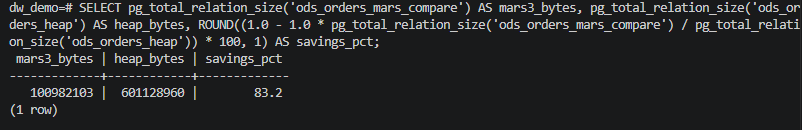 dw_demo=# SELECT pg_total_relation_size('ods_orders_mars_compare') AS mars3_bytes, pg_total_relation_size('ods_or
ders_heap') AS heap_bytes, ROUND((1.0 - 1.0 * pg_total_relation_size('ods_orders_mars_compare') / pg_total_relati
on_size('ods_orders_heap')) * 100, 1) AS savings_pct;
 mars3_bytes | heap_bytes | savings_pct
-------------+------------+-------------
   100982103 |  601128960 |        83.2
(1 row)